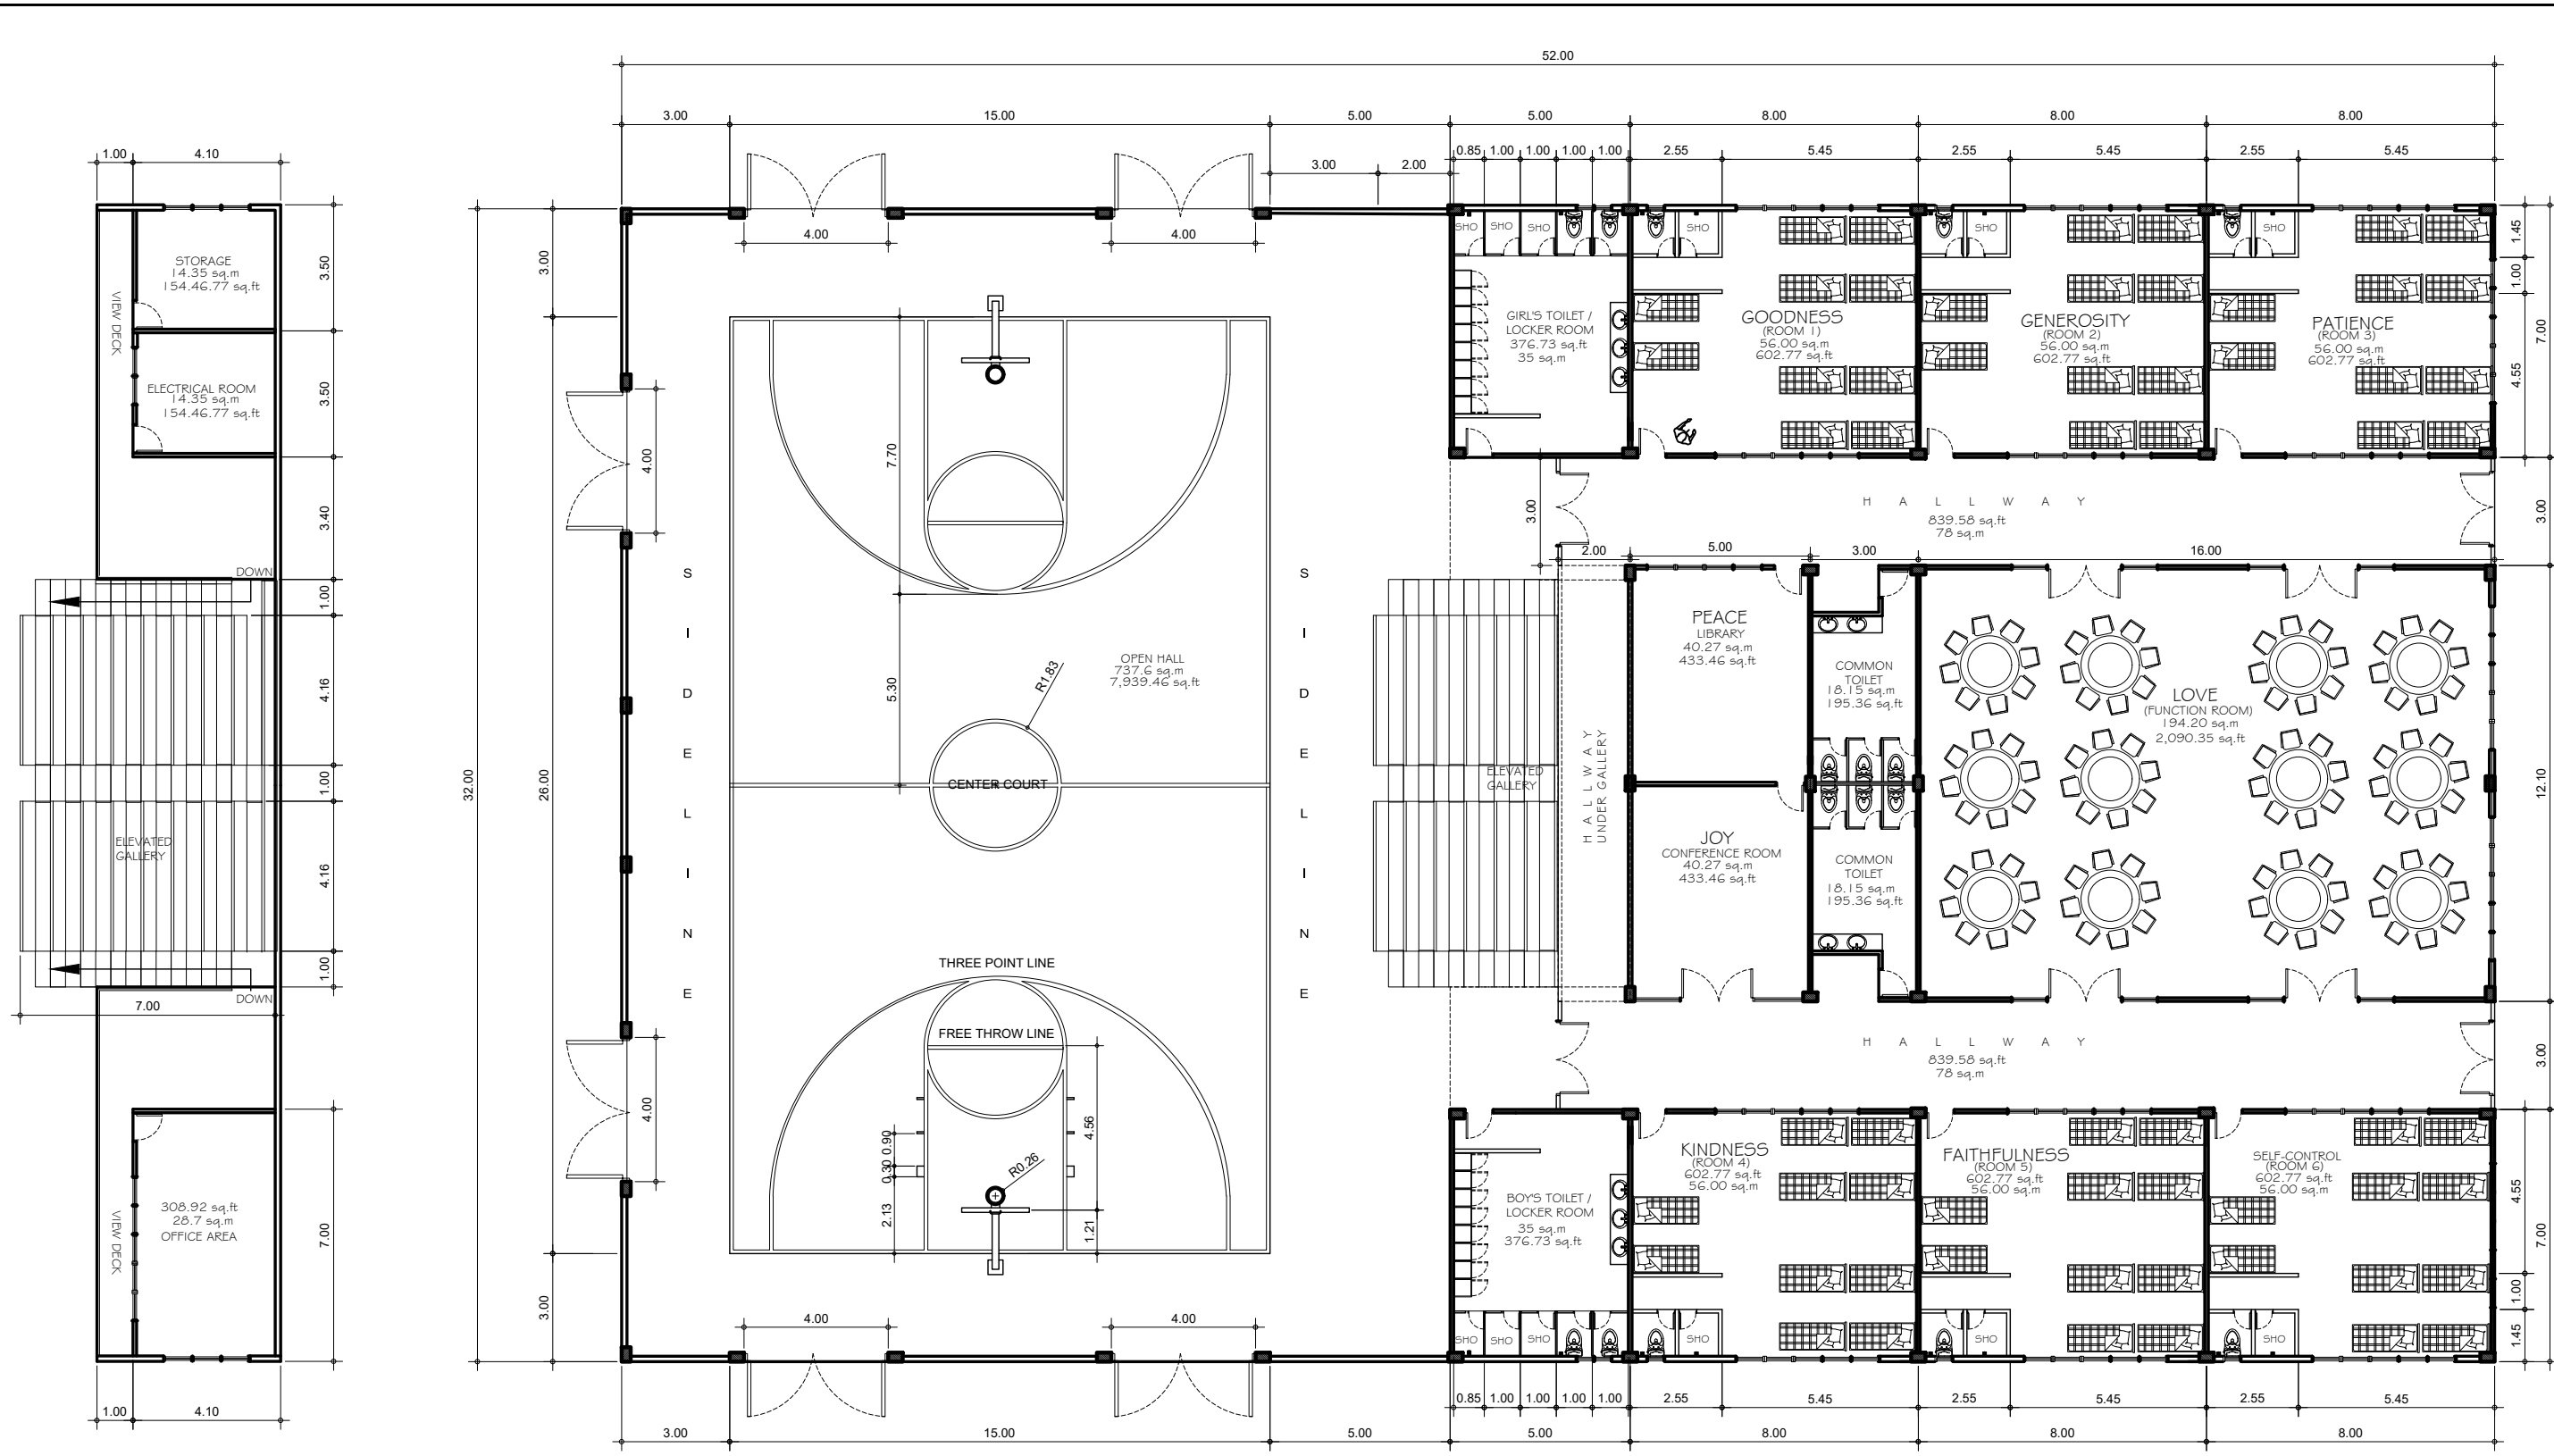 52.00
3.00
15.00
5.00
5.00
8.00
8.00
8.00
1.00
4.10
3.00
2.00
0.85
1.00
1.00
1.00
1.00
2.55
5.45
2.55
5.45
2.55
5.45
STORAGE
14.35 sq.m
154.46.77 sq.ft
VIEW DECK
ELECTRICAL ROOM
14.35 sq.m
154.46.77 sq.ft
3.50
3.50
3.40
1.00
4.16
1.00
4.16
1.00
7.00
DOWN
ELEVATED
GALLERY
DOWN
7.00
308.92 sq.ft
28.7 sq.m
OFFICE AREA
VIEW DECK
1.00
4.10
32.00
3.00
26.00
3.00
4.00
4.00
4.00
4.00
4.00
4.00
7.70
5.30
S I D E L I N E
OPEN HALL
737.6 sq.m
7,939.46 sq.ft
R1.83
CENTER COURT
THREE POINT LINE
FREE THROW LINE
0.90
0.30
2.13
4.56
1.21
R0.26
S I D E L I N E
SHO
SHO
SHO
GIRL'S TOILET /
LOCKER ROOM
376.73 sq.ft
35 sq.m
SHO
GOODNESS
(ROOM 1)
56.00 sq.m
602.77 sq.ft
SHO
GENEROSITY
(ROOM 2)
56.00 sq.m
602.77 sq.ft
SHO
PATIENCE
(ROOM 3)
56.00 sq.m
602.77 sq.ft
1.45
1.00
4.55
7.00
3.00
H A L L W A Y
839.58 sq.ft
78 sq.m
3.00
2.00
5.00
3.00
16.00
ELEVATED
GALLERY
H A L L W A Y
UNDER GALLERY
PEACE
LIBRARY
40.27 sq.m
433.46 sq.ft
COMMON
TOILET
18.15 sq.m
195.36 sq.ft
LOVE
(FUNCTION ROOM)
194.20 sq.m
2,090.35 sq.ft
12.10
JOY
CONFERENCE ROOM
40.27 sq.m
433.46 sq.ft
COMMON
TOILET
18.15 sq.m
195.36 sq.ft
H A L L W A Y
839.58 sq.ft
78 sq.m
3.00
KINDNESS
(ROOM 4)
602.77 sq.ft
56.00 sq.m
FAITHFULNESS
(ROOM 5)
602.77 sq.ft
56.00 sq.m
SELF-CONTROL
(ROOM 6)
602.77 sq.ft
56.00 sq.m
BOY'S TOILET /
LOCKER ROOM
35 sq.m
376.73 sq.ft
SHO
SHO
SHO
SHO
SHO
SHO
4.55
1.00
1.45
7.00
0.85
1.00
1.00
1.00
1.00
2.55
5.45
2.55
5.45
2.55
5.45
3.00
15.00
5.00
5.00
8.00
8.00
8.00